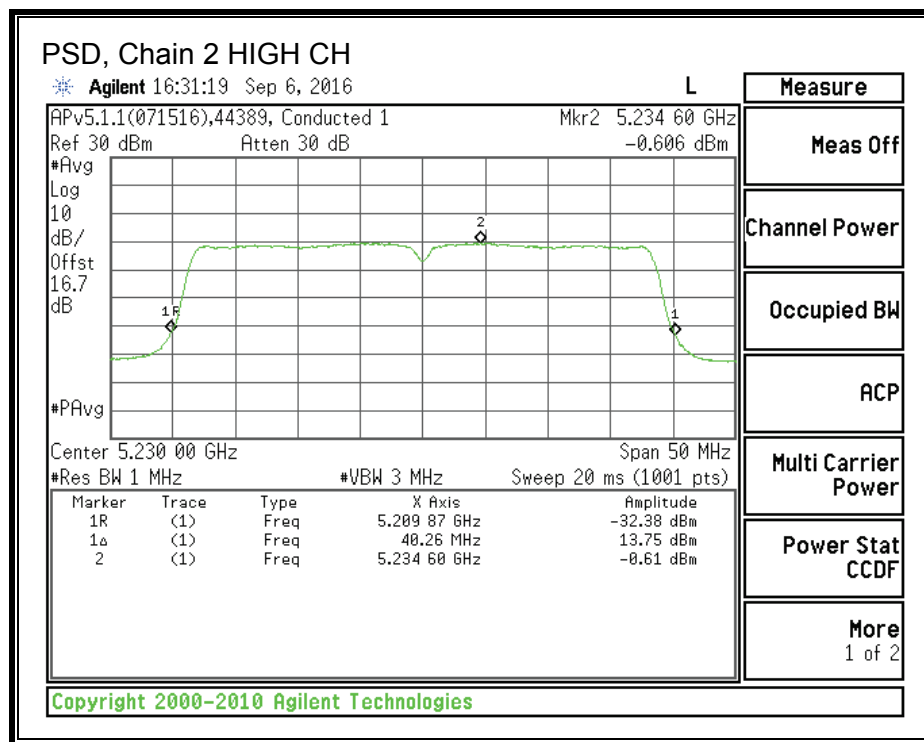 PSD, Chain 2 HIGH CH
Agilent 16:31:19 Sep 6, 2016 L
APv5.1.1(071516),44389, Conducted 1 Mkr2 5.234 60 GHz
Ref 30 dBm Atten 30 dB -0.606 dBm
#Avg
Log
10
dB/
Offst
16.7
dB
#PAvg
2
1R
1
Center 5.230 00 GHz Span 50 MHz
#Res BW 1 MHz #VBW 3 MHz Sweep 20 ms (1001 pts)
Marker Trace Type X Axis Amplitude
1R (1) Freq 5.209 87 GHz -32.38 dBm
1Δ (1) Freq 40.26 MHz 13.75 dBm
2 (1) Freq 5.234 60 GHz -0.61 dBm
Measure
Meas Off
Channel Power
Occupied BW
ACP
Multi Carrier
Power
Power Stat
CCDF
More
1 of 2
Copyright 2000-2010 Agilent Technologies